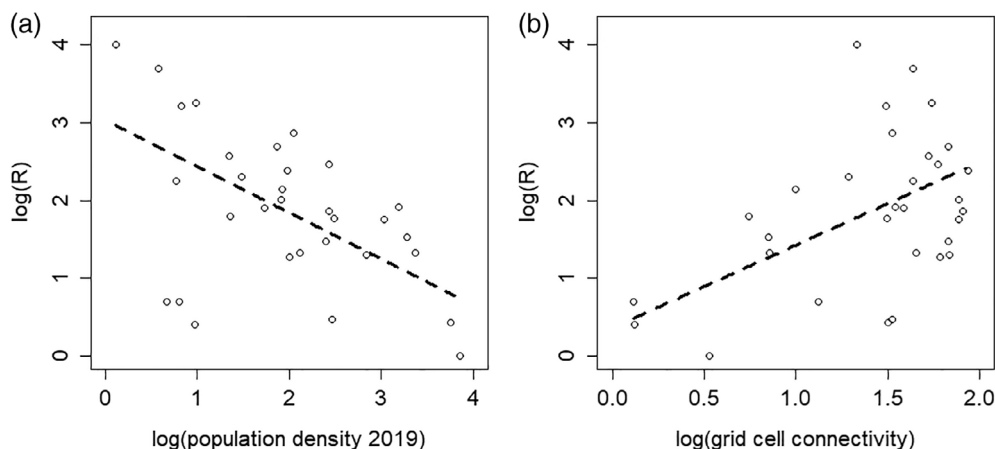 (a)
log(R)
4
3
2
1
0
0 1 2 3 4
log(population density 2019)
(b)
log(R)
4
3
2
1
0
0.0 0.5 1.0 1.5 2.0
log(grid cell connectivity)